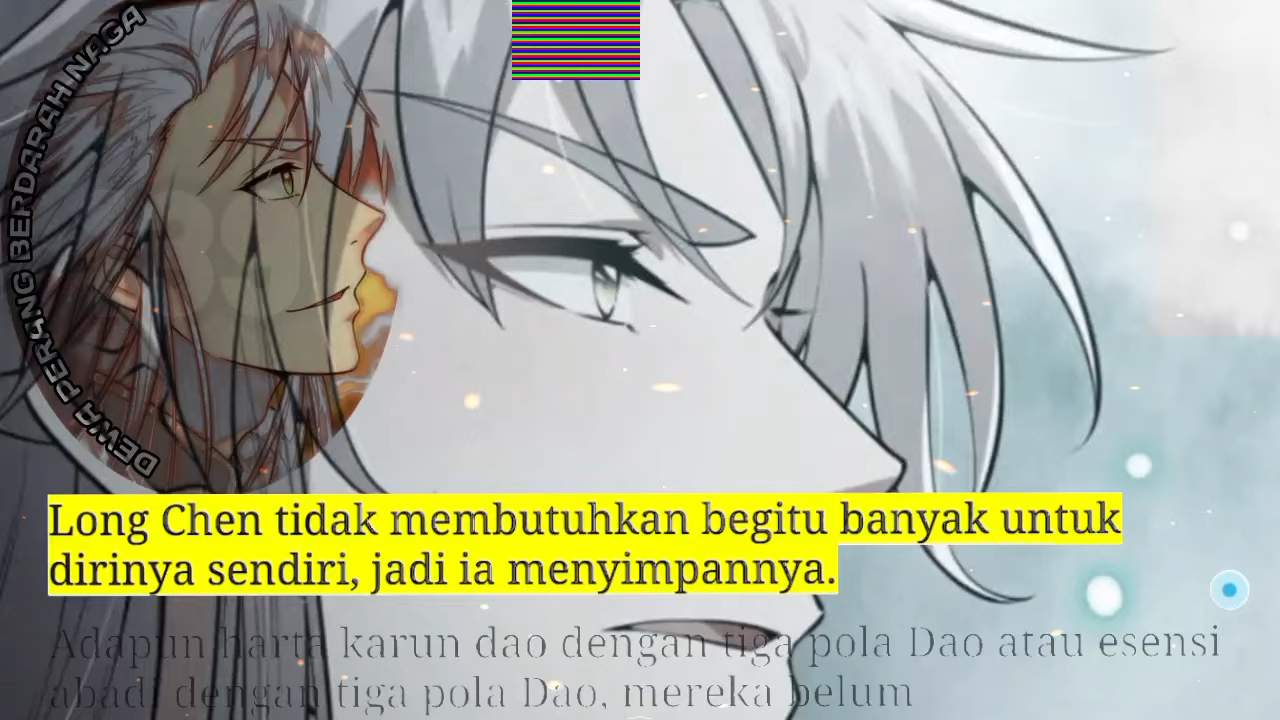 DEWA PERANG BERDARAH NAGA
Long Chen tidak membutuhkan begitu banyak untuk
dirinya sendiri, jadi ia menyimpannya.
Adapun harta karun dao dengan tiga pola Dao atau esensi
abadi dengan tiga pola Dao, mereka belum